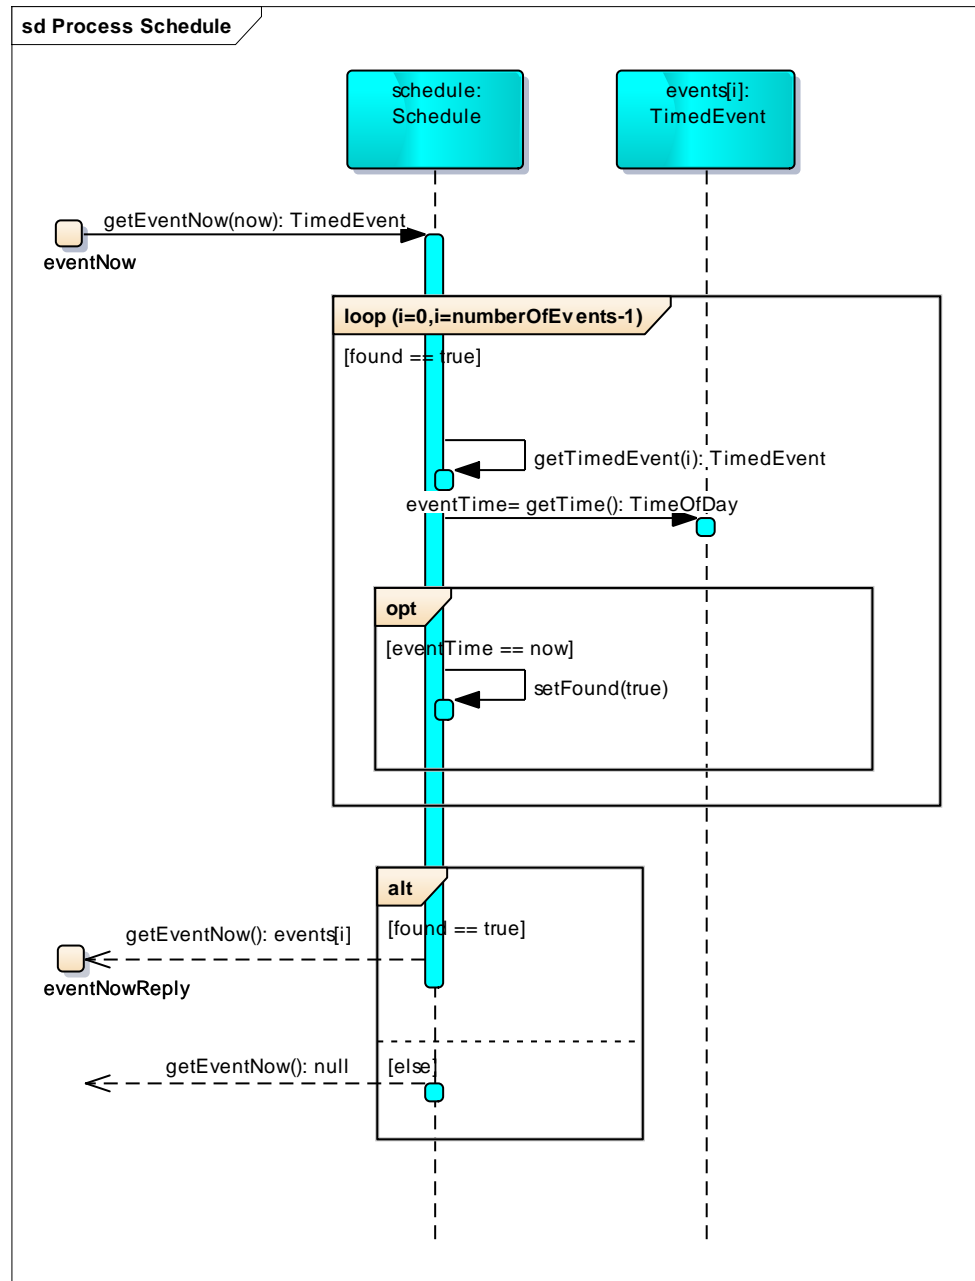 sd Process Schedule
schedule:
Schedule
events[i]:
TimedEvent
getEventNow(now): TimedEvent
eventNow
loop (i=0,i=numberOfEvents-1)
[found == true]
getTimedEvent(i): TimedEvent
eventTime= getTime(): TimeOfDay
opt
[eventTime == now]
setFound(true)
alt
[found == true]
getEventNow(): events[i]
eventNowReply
getEventNow(): null
[else]